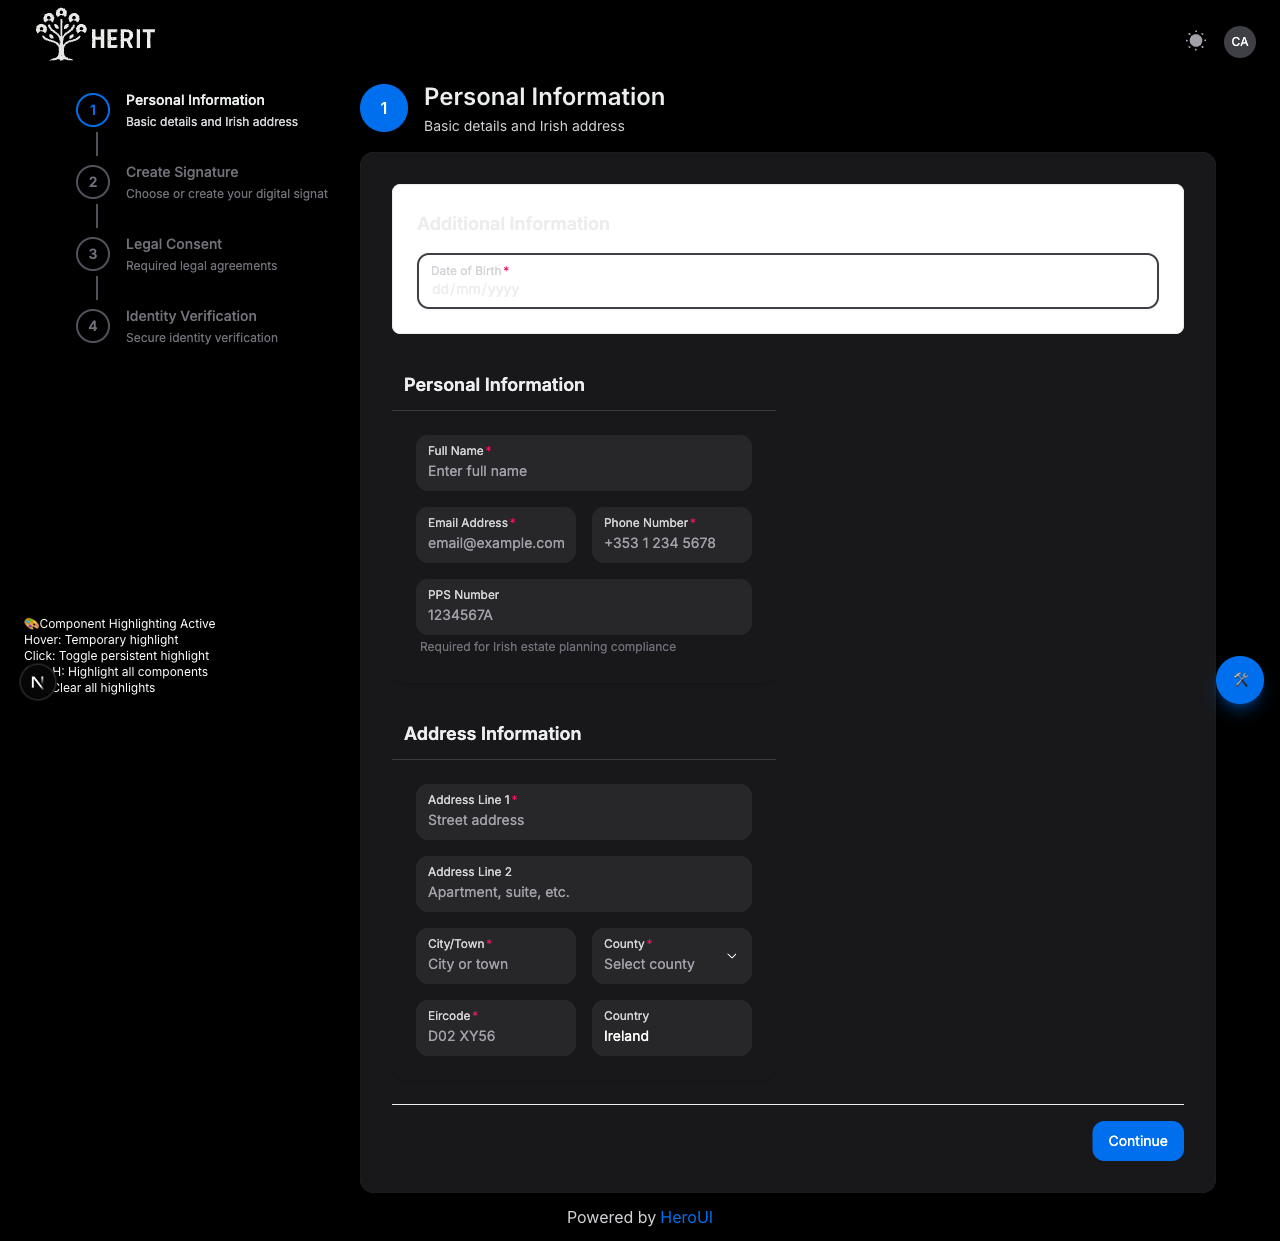 HERIT
CA
1
Personal Information
Basic details and Irish address
2
Create Signature
Choose or create your digital signat
3
Legal Consent
Required legal agreements
4
Identity Verification
Secure identity verification
1
Personal Information
Basic details and Irish address
Additional Information
Date of Birth*
dd/mm/yyyy
Personal Information
Full Name*
Enter full name
Email Address*
email@example.com
Phone Number*
+353 1 234 5678
PPS Number
1234567A
Required for Irish estate planning compliance
🎨Component Highlighting Active
Hover: Temporary highlight
Click: Toggle persistent highlight
H: Highlight all components
Clear all highlights
N
Address Information
Address Line 1*
Street address
Address Line 2
Apartment, suite, etc.
City/Town*
City or town
County*
Select county
Eircode*
D02 XY56
Country
Ireland
Continue
Powered by HeroUI